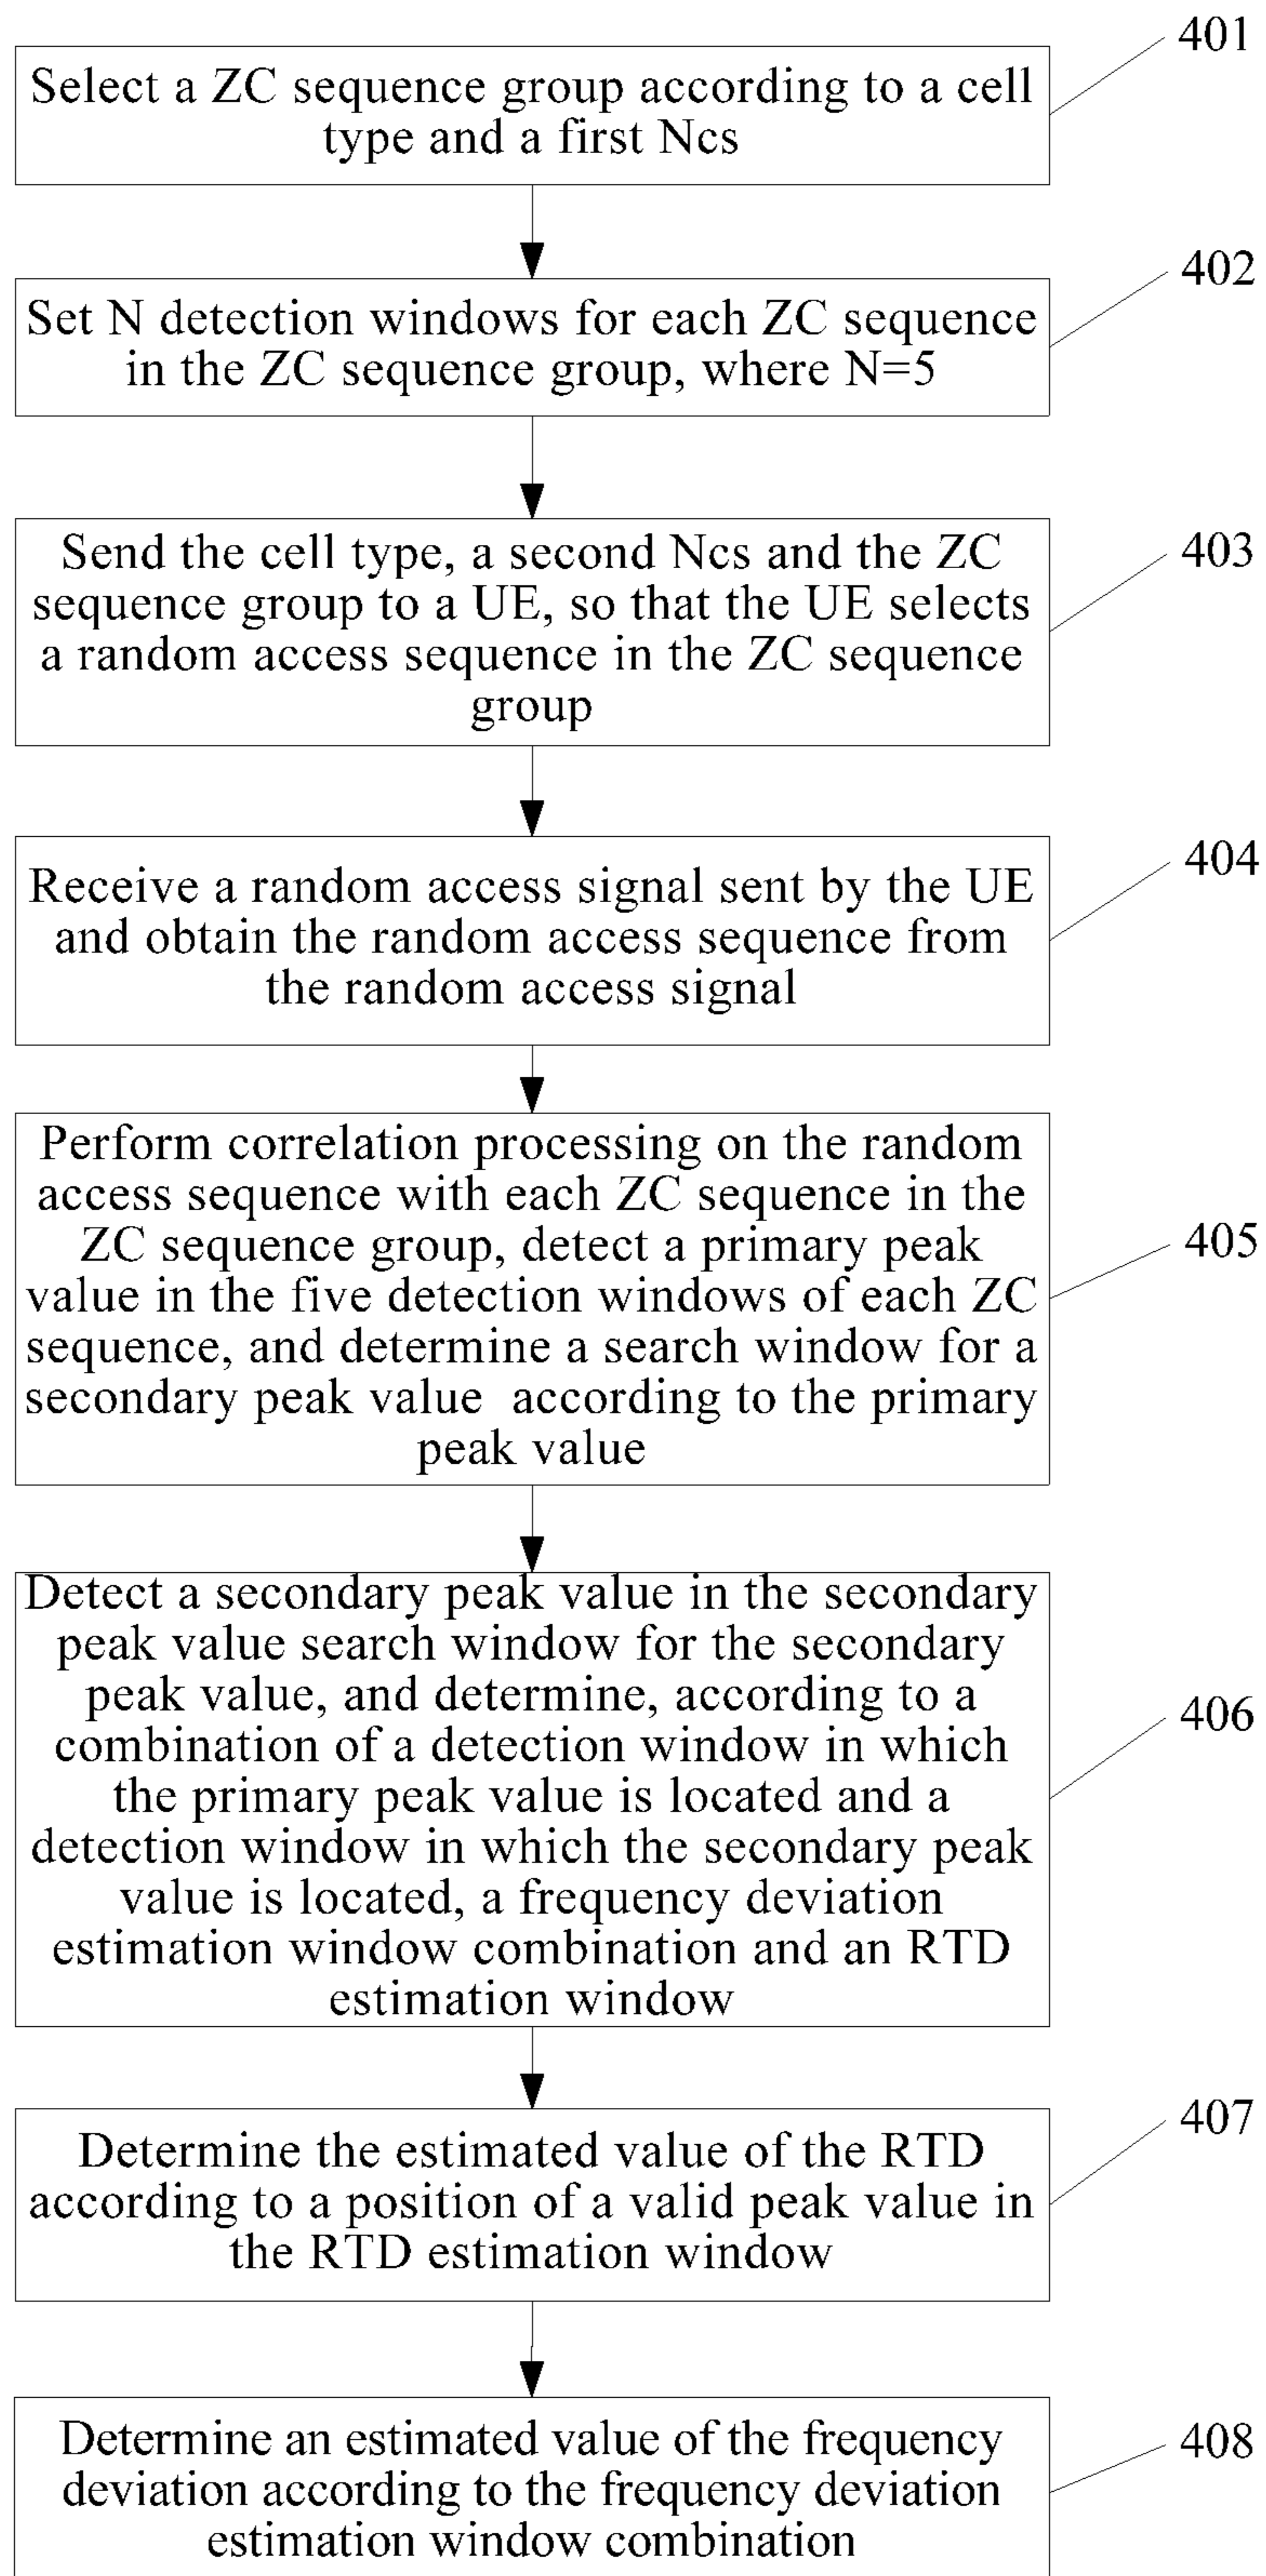 401
Select a ZC sequence group according to a cell
type and a first Ncs
402
Set N detection windows for each ZC sequence
in the ZC sequence group, where N=5
403
Send the cell type, a second Ncs and the ZC
sequence group to a UE, so that the UE selects
a random access sequence in the ZC sequence
group
404
Receive a random access signal sent by the UE
and obtain the random access sequence from
the random access signal
405
Perform correlation processing on the random
access sequence with each ZC sequence in the
ZC sequence group, detect a primary peak
value in the five detection windows of each ZC
sequence, and determine a search window for a
secondary peak value according to the primary
peak value
406
Detect a secondary peak value in the secondary
peak value search window for the secondary
peak value, and determine, according to a
combination of a detection window in which
the primary peak value is located and a
detection window in which the secondary peak
value is located, a frequency deviation
estimation window combination and an RTD
estimation window
407
Determine the estimated value of the RTD
according to a position of a valid peak value in
the RTD estimation window
408
Determine an estimated value of the frequency
deviation according to the frequency deviation
estimation window combination